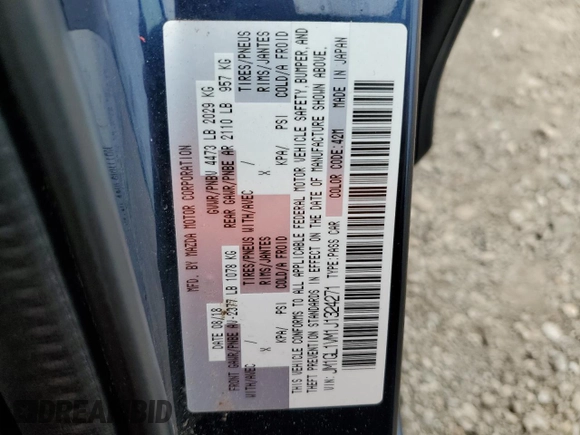 MFD. BY MAZDA MOTOR CORPORATION
DATE 08/18 GVWR/PNBV 4473 LB 2029 KG
FRONT GAWR/PNBE AV 2377 LB 1078 KG REAR GAWR/PNBE AR 2110 LB 957 KG
WITH/AVEC TIRES/PNEUS WITH/AVEC TIRES/PNEUS
X RIMS/JANTES X RIMS/JANTES
KPA/ PSI COLD/A FROID KPA/ PSI COLD/A FROID
THIS VEHICLE CONFORMS TO ALL APPLICABLE FEDERAL MOTOR VEHICLE SAFETY, BUMPER, AND
THEFT PREVENTION STANDARDS IN EFFECT ON THE DATE OF MANUFACTURE SHOWN ABOVE.
VIN: JM1GL1VM1J1324271 TYPE:PASS CAR COLOR CODE:42M MADE IN JAPAN
DREAMBID